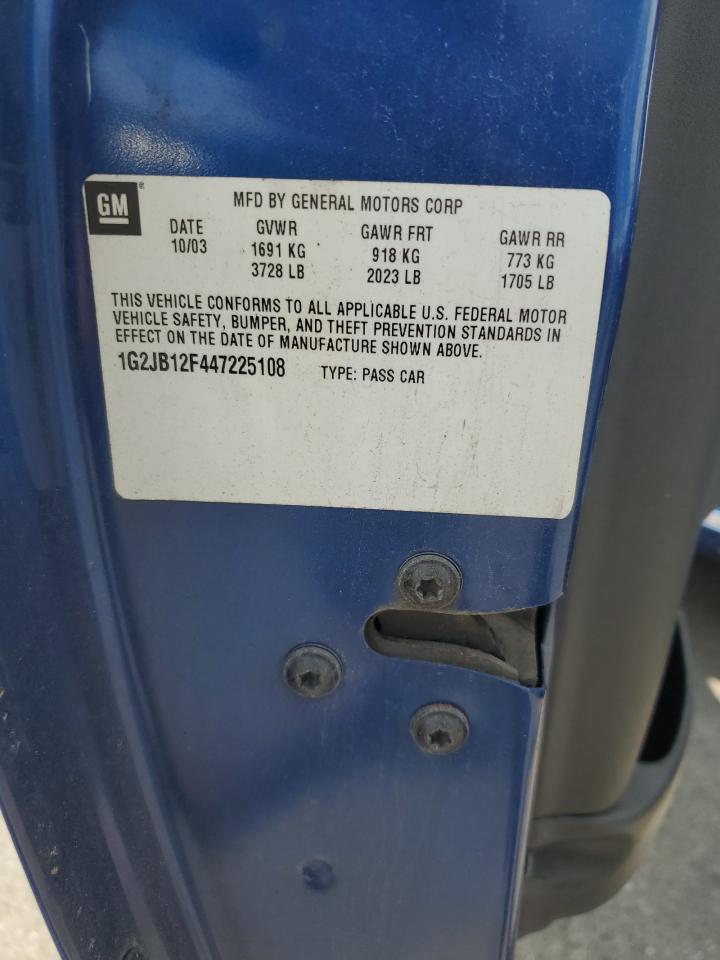 GM®
MFD BY GENERAL MOTORS CORP
DATE GVWR GAWR FRT GAWR RR
10/03 1691 KG 918 KG 773 KG
3728 LB 2023 LB 1705 LB
THIS VEHICLE CONFORMS TO ALL APPLICABLE U.S. FEDERAL MOTOR
VEHICLE SAFETY, BUMPER, AND THEFT PREVENTION STANDARDS IN
EFFECT ON THE DATE OF MANUFACTURE SHOWN ABOVE.
1G2JB12F447225108 TYPE: PASS CAR